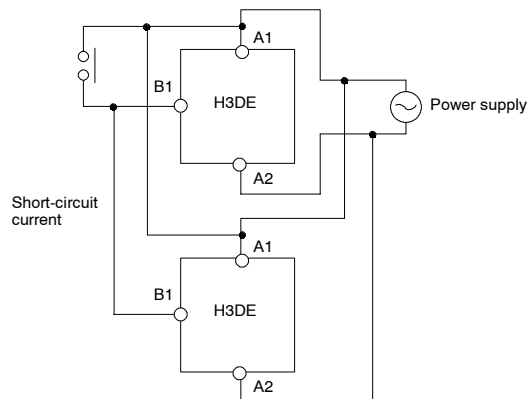 A1
B1
H3DE
Power supply
A2
Short-circuit
current
A1
B1
H3DE
A2